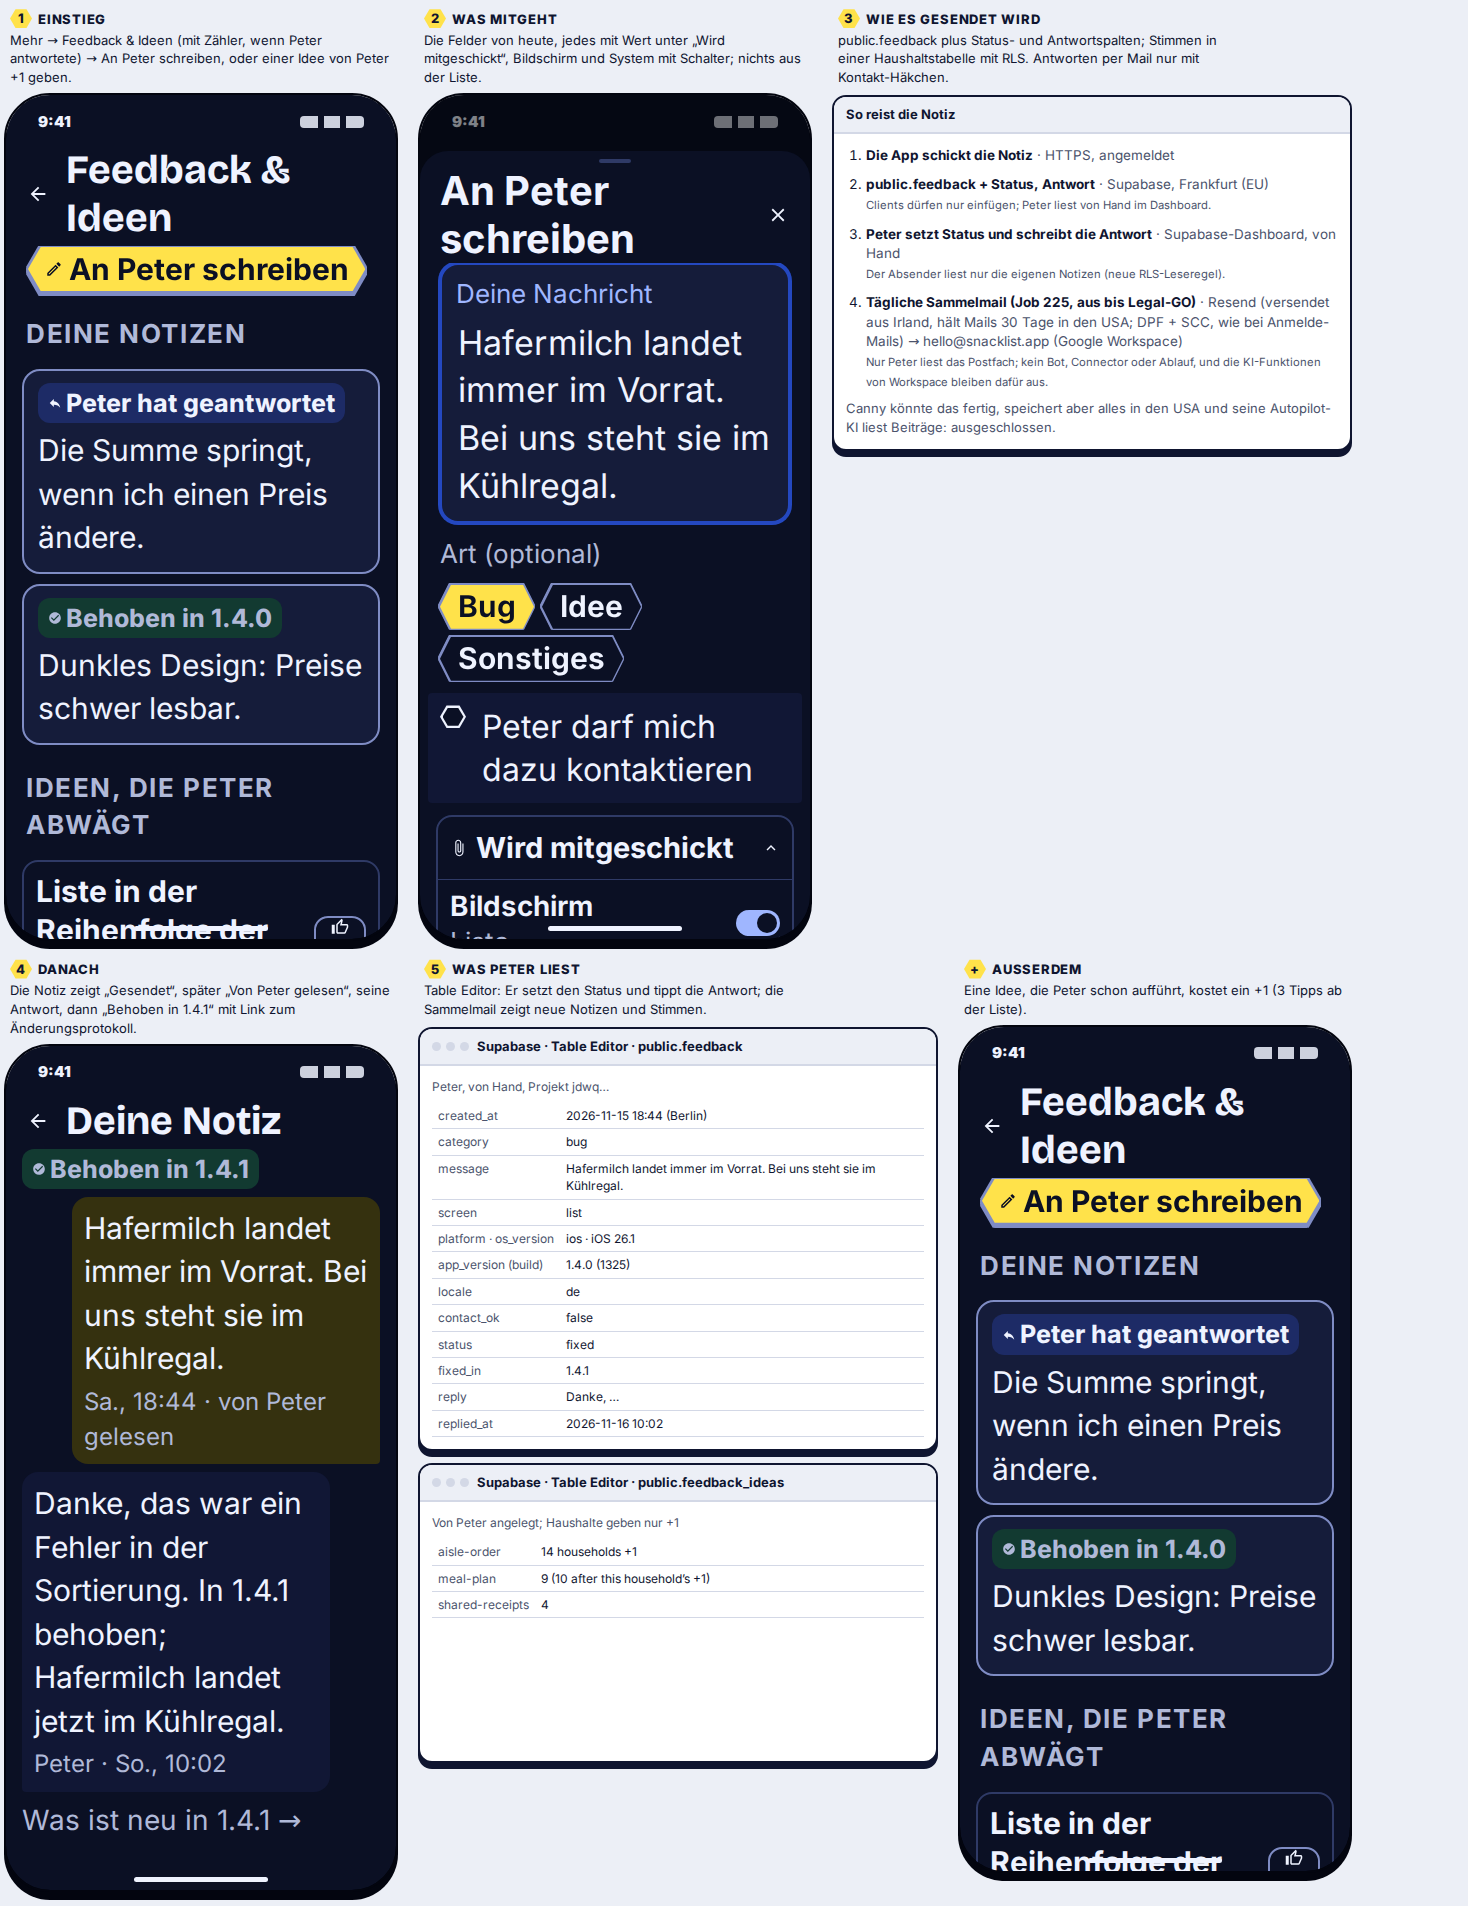 1 EINSTIEG
Mehr → Feedback & Ideen (mit Zähler, wenn Peter
antwortete) → An Peter schreiben, oder einer Idee von Peter
+1 geben.
9:41
Feedback &
Ideen
An Peter schreiben
DEINE NOTIZEN
Peter hat geantwortet
Die Summe springt,
wenn ich einen Preis
ändere.
Behoben in 1.4.0
Dunkles Design: Preise
schwer lesbar.
IDEEN, DIE PETER
ABWÄGT
Liste in der
Reihenfolge der
2 WAS MITGEHT
Die Felder von heute, jedes mit Wert unter „Wird
mitgeschickt“, Bildschirm und System mit Schalter; nichts aus
der Liste.
9:41
An Peter
schreiben
Deine Nachricht
Hafermilch landet
immer im Vorrat.
Bei uns steht sie im
Kühlregal.
Art (optional)
Bug
Idee
Sonstiges
Peter darf mich
dazu kontaktieren
Wird mitgeschickt
Bildschirm
Liste
3 WIE ES GESENDET WIRD
public.feedback plus Status- und Antwortspalten; Stimmen in
einer Haushaltstabelle mit RLS. Antworten per Mail nur mit
Kontakt-Häkchen.
So reist die Notiz
1. Die App schickt die Notiz · HTTPS, angemeldet
2. public.feedback + Status, Antwort · Supabase, Frankfurt (EU)
Clients dürfen nur einfügen; Peter liest von Hand im Dashboard.
3. Peter setzt Status und schreibt die Antwort · Supabase-Dashboard, von
Hand
Der Absender liest nur die eigenen Notizen (neue RLS-Leseregel).
4. Tägliche Sammelmail (Job 225, aus bis Legal-GO) · Resend (versendet
aus Irland, hält Mails 30 Tage in den USA; DPF + SCC, wie bei Anmelde-
Mails) → hello@snacklist.app (Google Workspace)
Nur Peter liest das Postfach; kein Bot, Connector oder Ablauf, und die KI-Funktionen
von Workspace bleiben dafür aus.
Canny könnte das fertig, speichert aber alles in den USA und seine Autopilot-
KI liest Beiträge: ausgeschlossen.
4 DANACH
Die Notiz zeigt „Gesendet“, später „Von Peter gelesen“, seine
Antwort, dann „Behoben in 1.4.1“ mit Link zum
Änderungsprotokoll.
9:41
Deine Notiz
Behoben in 1.4.1
Hafermilch landet
immer im Vorrat. Bei
uns steht sie im
Kühlregal.
Sa., 18:44 · von Peter
gelesen
Danke, das war ein
Fehler in der
Sortierung. In 1.4.1
behoben;
Hafermilch landet
jetzt im Kühlregal.
Peter · So., 10:02
Was ist neu in 1.4.1 →
5 WAS PETER LIEST
Table Editor: Er setzt den Status und tippt die Antwort; die
Sammelmail zeigt neue Notizen und Stimmen.
Supabase · Table Editor · public.feedback
Peter, von Hand, Projekt jdwq…
created_at 2026-11-15 18:44 (Berlin)
category bug
message Hafermilch landet immer im Vorrat. Bei uns steht sie im
Kühlregal.
screen list
platform · os_version ios · iOS 26.1
app_version (build) 1.4.0 (1325)
locale de
contact_ok false
status fixed
fixed_in 1.4.1
reply Danke, …
replied_at 2026-11-16 10:02
Supabase · Table Editor · public.feedback_ideas
Von Peter angelegt; Haushalte geben nur +1
aisle-order 14 households +1
meal-plan 9 (10 after this household’s +1)
shared-receipts 4
+ AUSSERDEM
Eine Idee, die Peter schon aufführt, kostet ein +1 (3 Tipps ab
der Liste).
9:41
Feedback &
Ideen
An Peter schreiben
DEINE NOTIZEN
Peter hat geantwortet
Die Summe springt,
wenn ich einen Preis
ändere.
Behoben in 1.4.0
Dunkles Design: Preise
schwer lesbar.
IDEEN, DIE PETER
ABWÄGT
Liste in der
Reihenfolge der